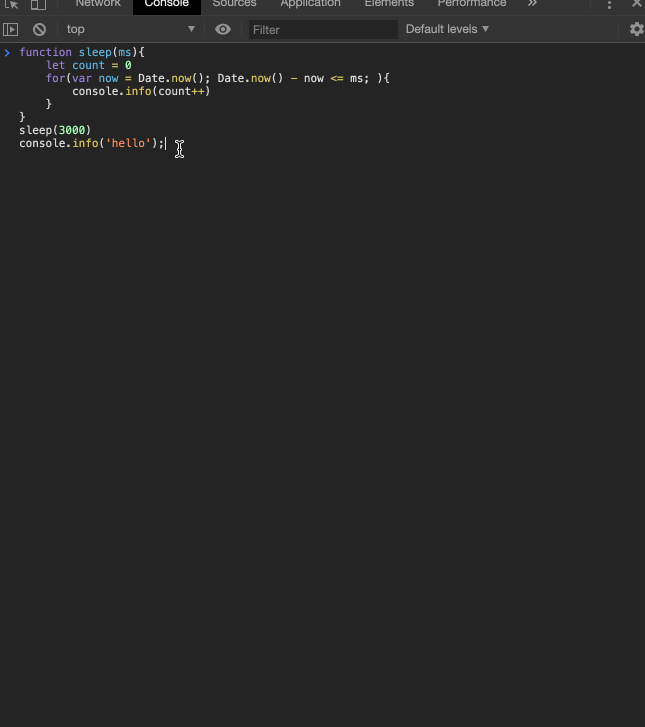 Network Console Sources Application Elements Performance »
top ▼ Filter Default levels ▼
> function sleep(ms){
    let count = 0
    for(var now = Date.now(); Date.now() - now <= ms; ){
        console.info(count++)
    }
}
sleep(3000)
console.info('hello');